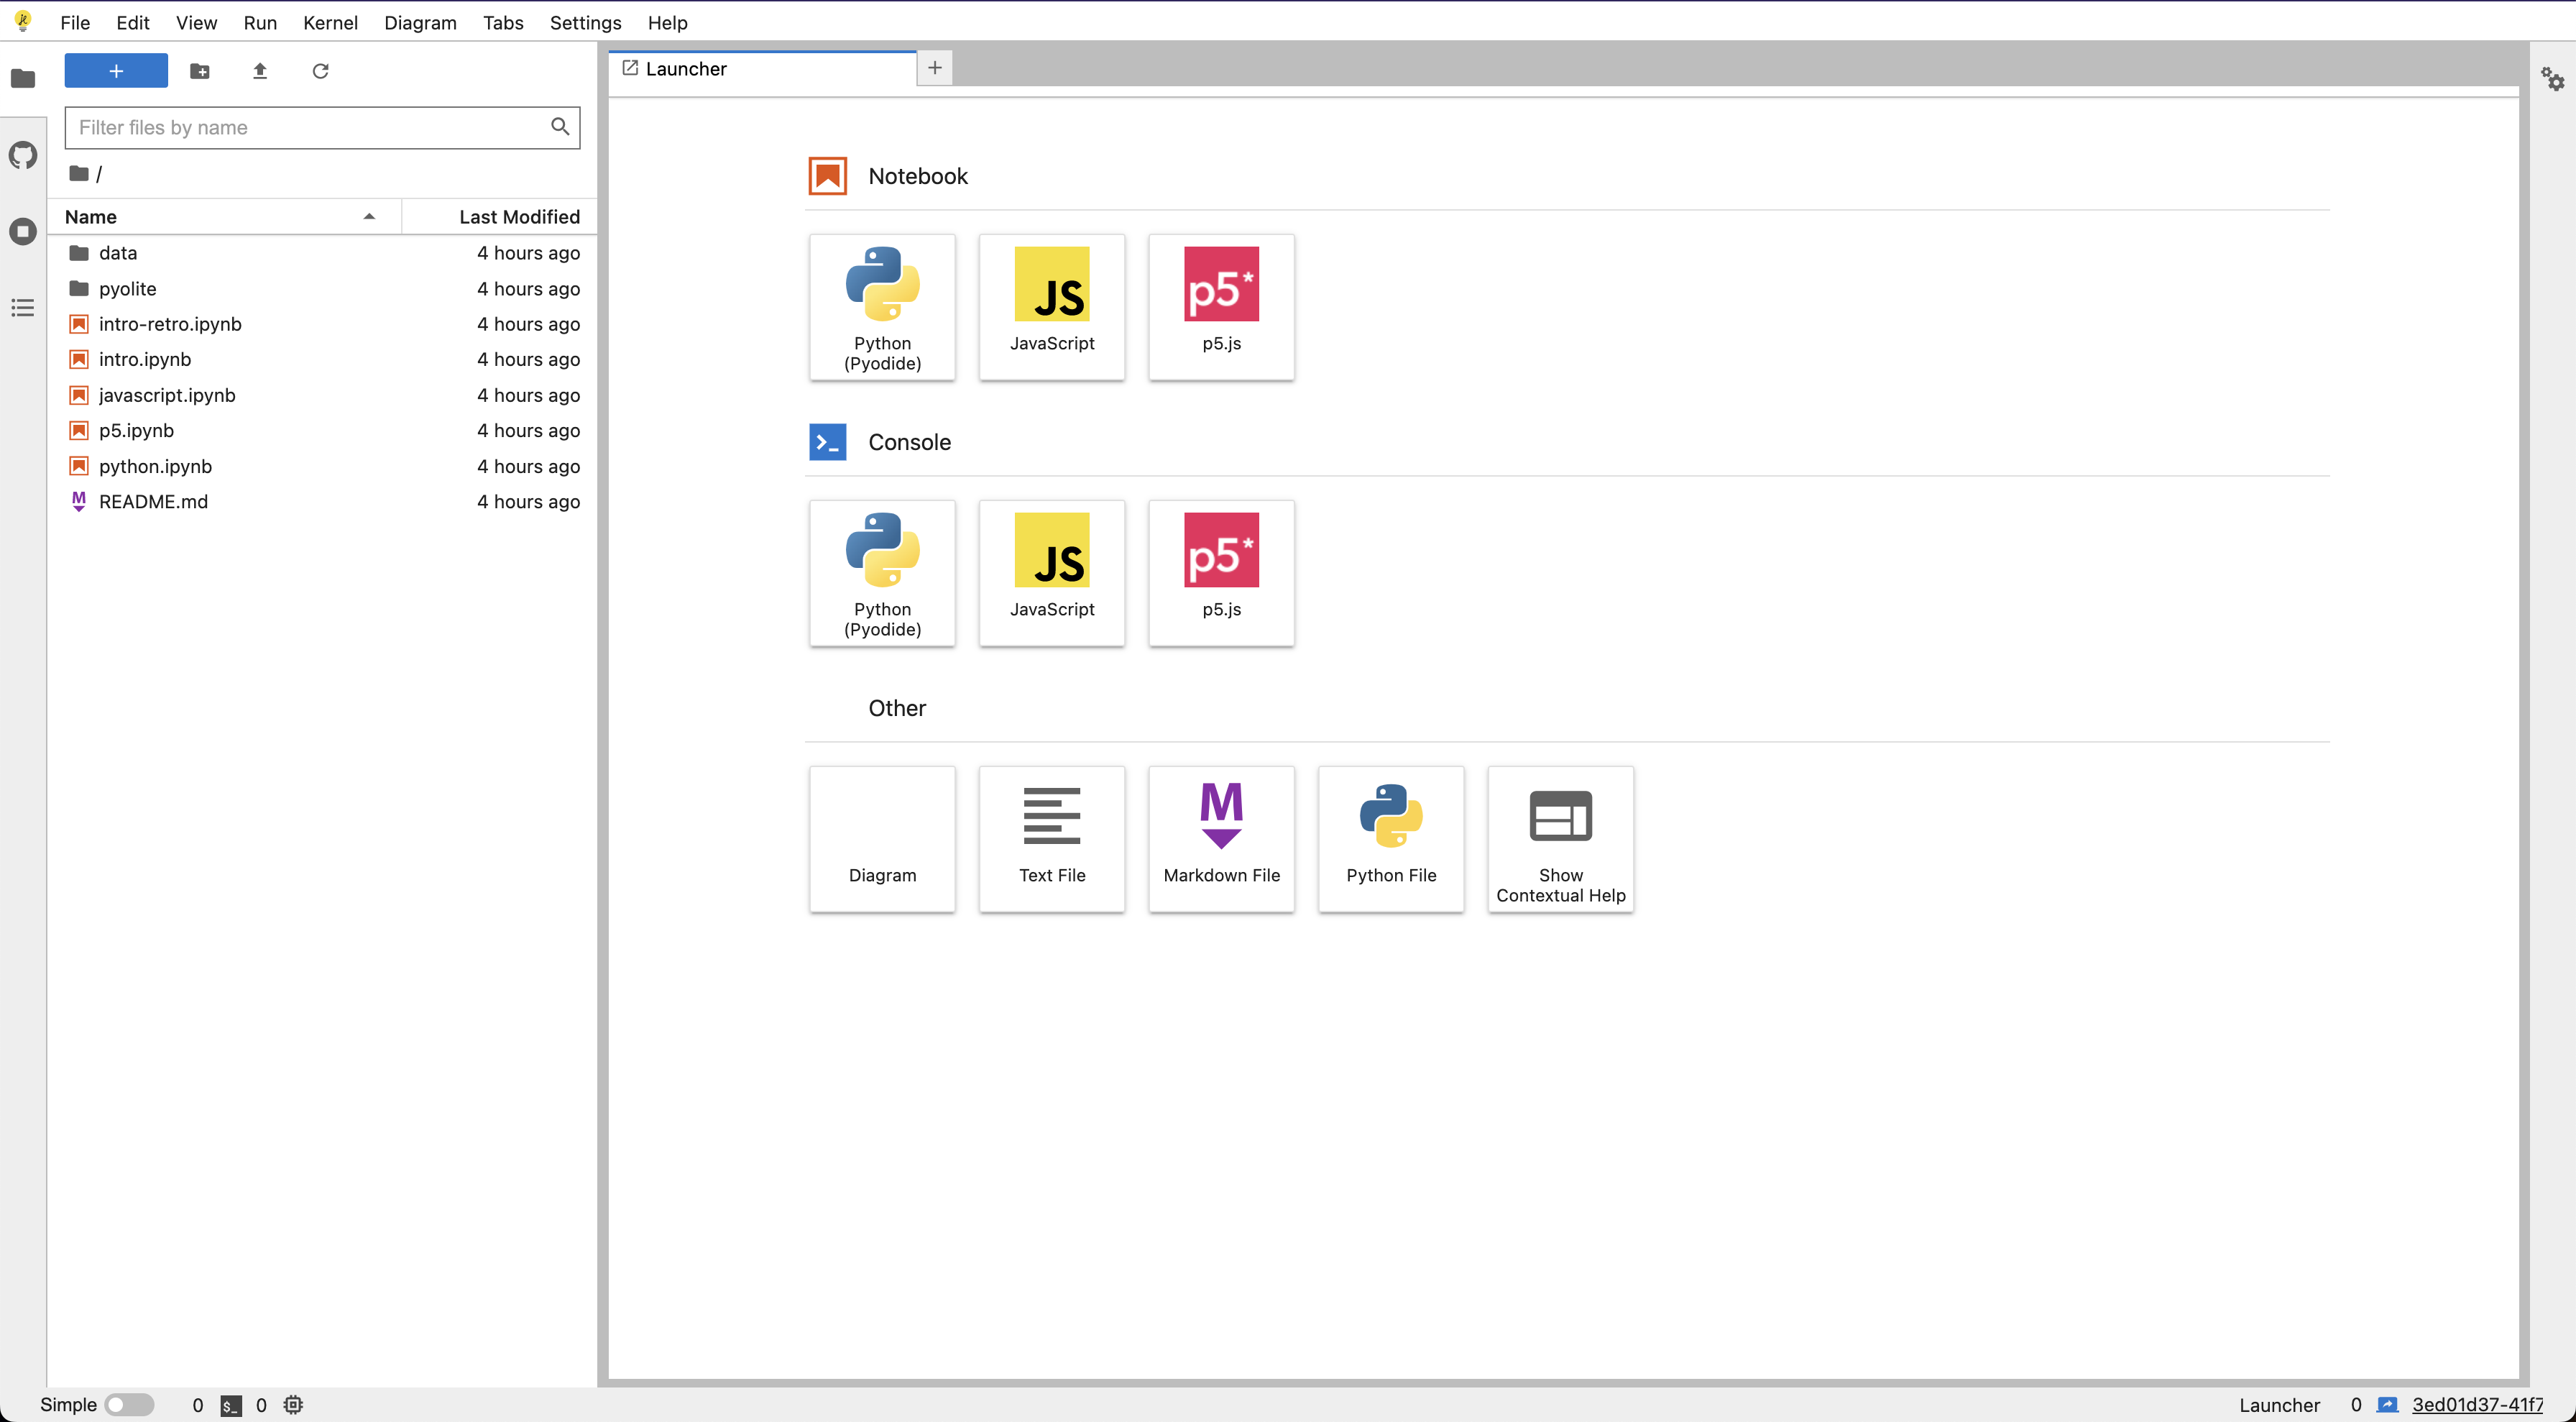 File Edit View Run Kernel Diagram Tabs Settings Help
Launcher
Filter files by name
/
Name Last Modified
data 4 hours ago
pyolite 4 hours ago
intro-retro.ipynb 4 hours ago
intro.ipynb 4 hours ago
javascript.ipynb 4 hours ago
p5.ipynb 4 hours ago
python.ipynb 4 hours ago
README.md 4 hours ago
Notebook
JS p5*
Python JavaScript p5.js
(Pyodide)
Console
JS p5*
Python JavaScript p5.js
(Pyodide)
Other
Diagram Text File Markdown File Python File Show
Contextual Help
Simple 0 $_ 0 Launcher 0 3ed01d37-41f7